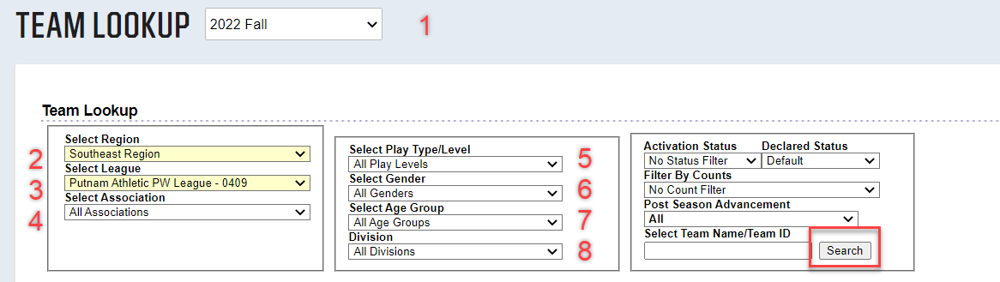 TEAM LOOKUP 2022 Fall 1
Team Lookup
Select Region
2 Southeast Region
Select League
3 Putnam Athletic PW League - 0409
Select Association
4 All Associations
Select Play Type/Level
All Play Levels 5
Select Gender
All Genders 6
Select Age Group
All Age Groups 7
Division
All Divisions 8
Activation Status Declared Status
No Status Filter Default
Filter By Counts
No Count Filter
Post Season Advancement
All
Select Team Name/Team ID
Search